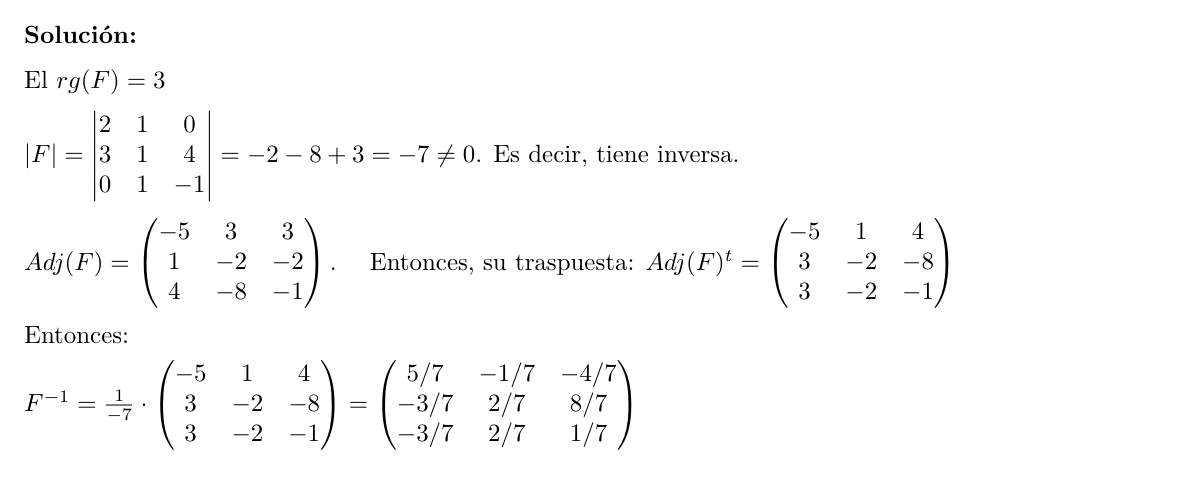 Solución:
El rg(F) = 3
|F| = \begin{vmatrix} 2 & 1 & 0 \\ 3 & 1 & 4 \\ 0 & 1 & -1 \end{vmatrix} = -2 - 8 + 3 = -7 ≠ 0. Es decir, tiene inversa.
Adj(F) = \begin{pmatrix} -5 & 3 & 3 \\ 1 & -2 & -2 \\ 4 & -8 & -1 \end{pmatrix}. Entonces, su traspuesta: Adj(F)^t = \begin{pmatrix} -5 & 1 & 4 \\ 3 & -2 & -8 \\ 3 & -2 & -1 \end{pmatrix}
Entonces:
F^{-1} = \frac{1}{-7} · \begin{pmatrix} -5 & 1 & 4 \\ 3 & -2 & -8 \\ 3 & -2 & -1 \end{pmatrix} = \begin{pmatrix} 5/7 & -1/7 & -4/7 \\ -3/7 & 2/7 & 8/7 \\ -3/7 & 2/7 & 1/7 \end{pmatrix}